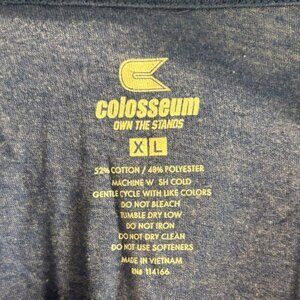 colosseum
OWN THE STANDS
XL
52% COTTON / 48% POLYESTER
MACHINE W SH COLD
GENTLE CYCLE WITH LIKE COLORS
DO NOT BLEACH
TUMBLE DRY LOW
DO NOT IRON
DO NOT DRY CLEAN
DO NOT USE SOFTENERS
MADE IN VIETNAM
RN# 114166